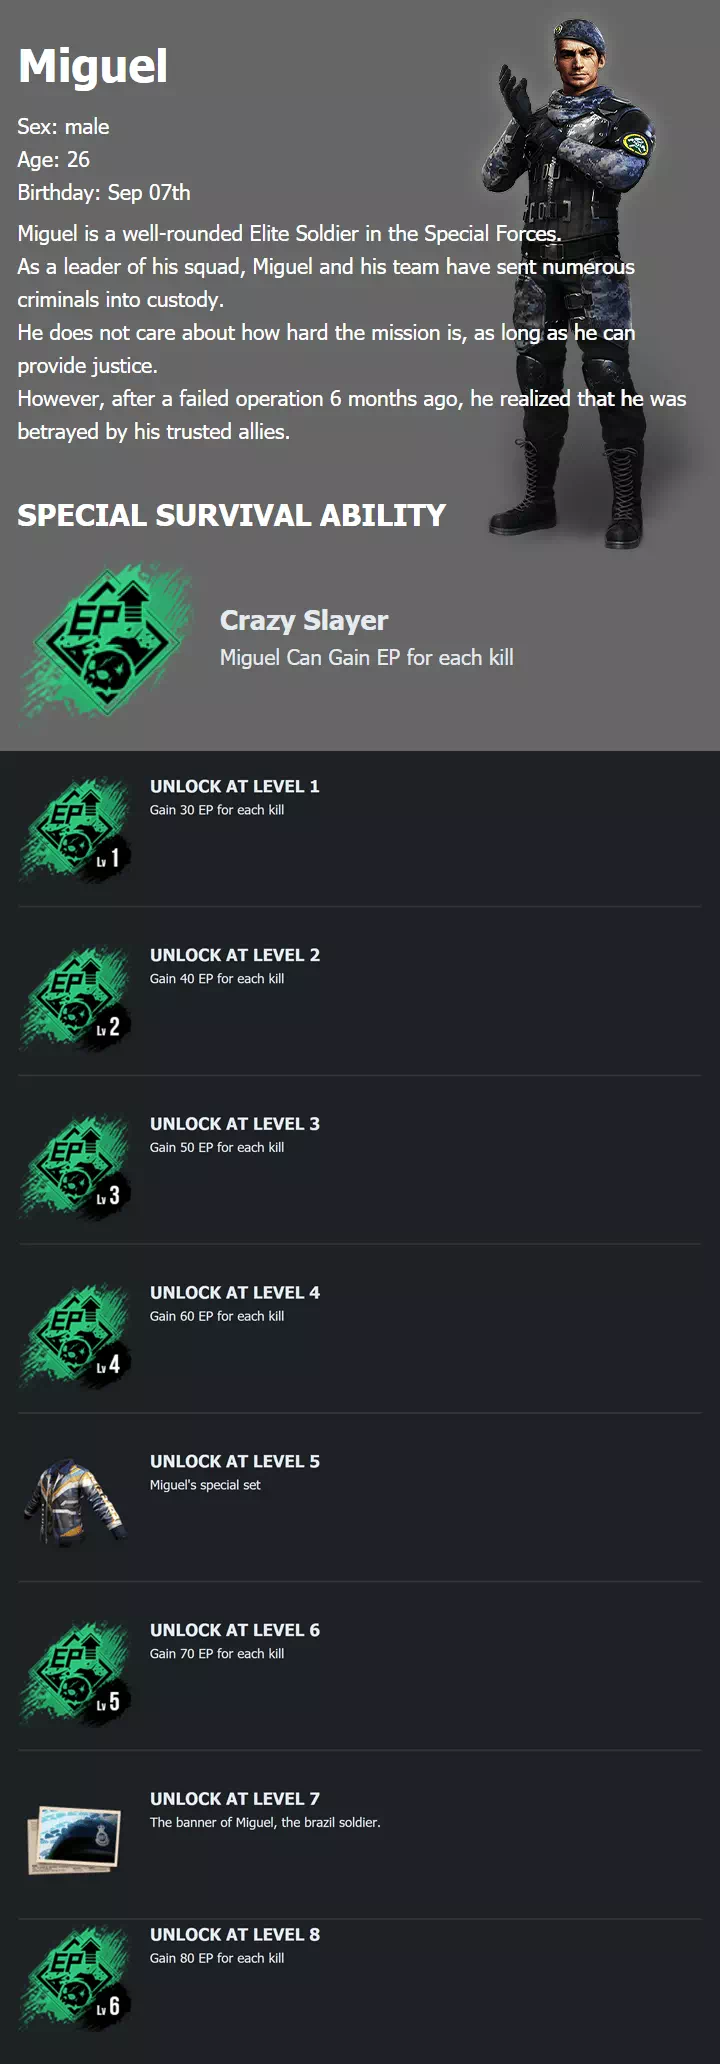 Miguel
Sex: male
Age: 26
Birthday: Sep 07th
Miguel is a well-rounded Elite Soldier in the Special Forces.
As a leader of his squad, Miguel and his team have sent numerous
criminals into custody.
He does not care about how hard the mission is, as long as he can
provide justice.
However, after a failed operation 6 months ago, he realized that he was
betrayed by his trusted allies.
SPECIAL SURVIVAL ABILITY
EP
Crazy Slayer
Miguel Can Gain EP for each kill
UNLOCK AT LEVEL 1
Gain 30 EP for each kill
EP
Lv 1
UNLOCK AT LEVEL 2
Gain 40 EP for each kill
EP
Lv 2
UNLOCK AT LEVEL 3
Gain 50 EP for each kill
EP
Lv 3
UNLOCK AT LEVEL 4
Gain 60 EP for each kill
EP
Lv 4
UNLOCK AT LEVEL 5
Miguel's special set
UNLOCK AT LEVEL 6
Gain 70 EP for each kill
EP
Lv 5
UNLOCK AT LEVEL 7
The banner of Miguel, the brazil soldier.
UNLOCK AT LEVEL 8
Gain 80 EP for each kill
EP
Lv 6